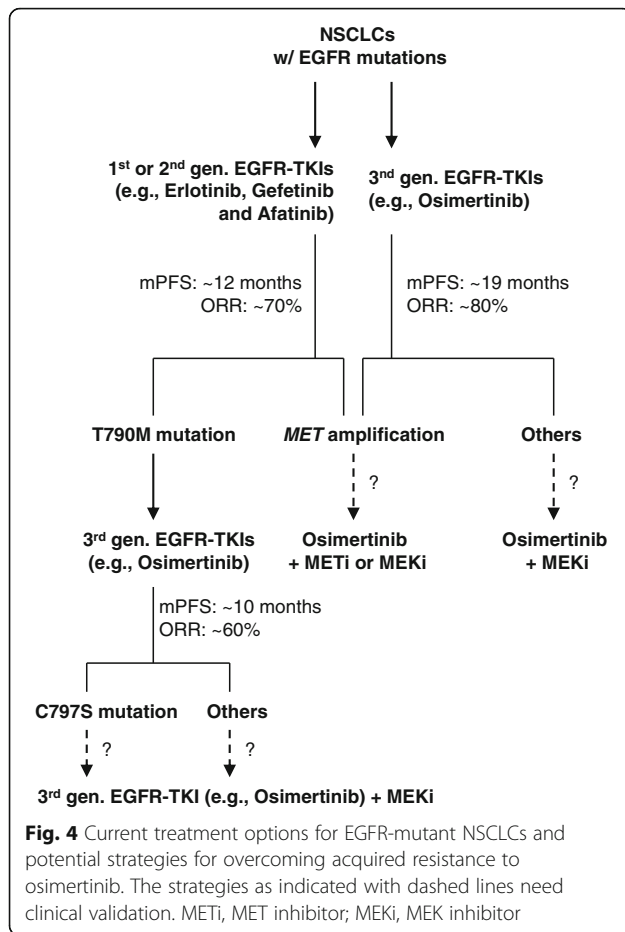 NSCLCs
w/ EGFR mutations
1st or 2nd gen. EGFR-TKIs
(e.g., Erlotinib, Gefetinib
and Afatinib)
3nd gen. EGFR-TKIs
(e.g., Osimertinib)
mPFS: ~12 months
ORR: ~70%
mPFS: ~19 months
ORR: ~80%
T790M mutation
MET amplification
Others
?
?
3rd gen. EGFR-TKIs
(e.g., Osimertinib)
Osimertinib
+ METi or MEKi
Osimertinib
+ MEKi
mPFS: ~10 months
ORR: ~60%
C797S mutation
Others
?
?
3rd gen. EGFR-TKI (e.g., Osimertinib) + MEKi
Fig. 4 Current treatment options for EGFR-mutant NSCLCs and
potential strategies for overcoming acquired resistance to
osimertinib. The strategies as indicated with dashed lines need
clinical validation. METi, MET inhibitor; MEKi, MEK inhibitor